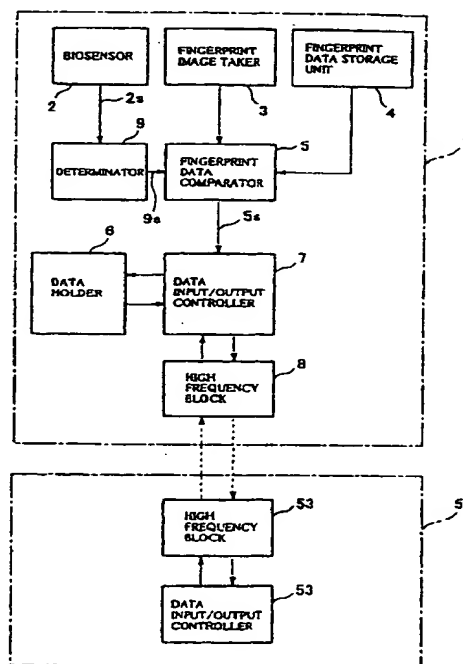 BIOSENSOR
FINGERPRINT
IMAGE TAKER
FINGERPRINT
DATA STORAGE
UNIT
2
2s
3
4
9
5
DETERMINATOR
9s
FINGERPRINT
DATA
COMPARATOR
5s
6
7
DATA
HOLDER
DATA
INPUT/OUTPUT
CONTROLLER
8
HIGH
FREQUENCY
BLOCK
53
5
HIGH
FREQUENCY
BLOCK
53
DATA
INPUT/OUTPUT
CONTROLLER